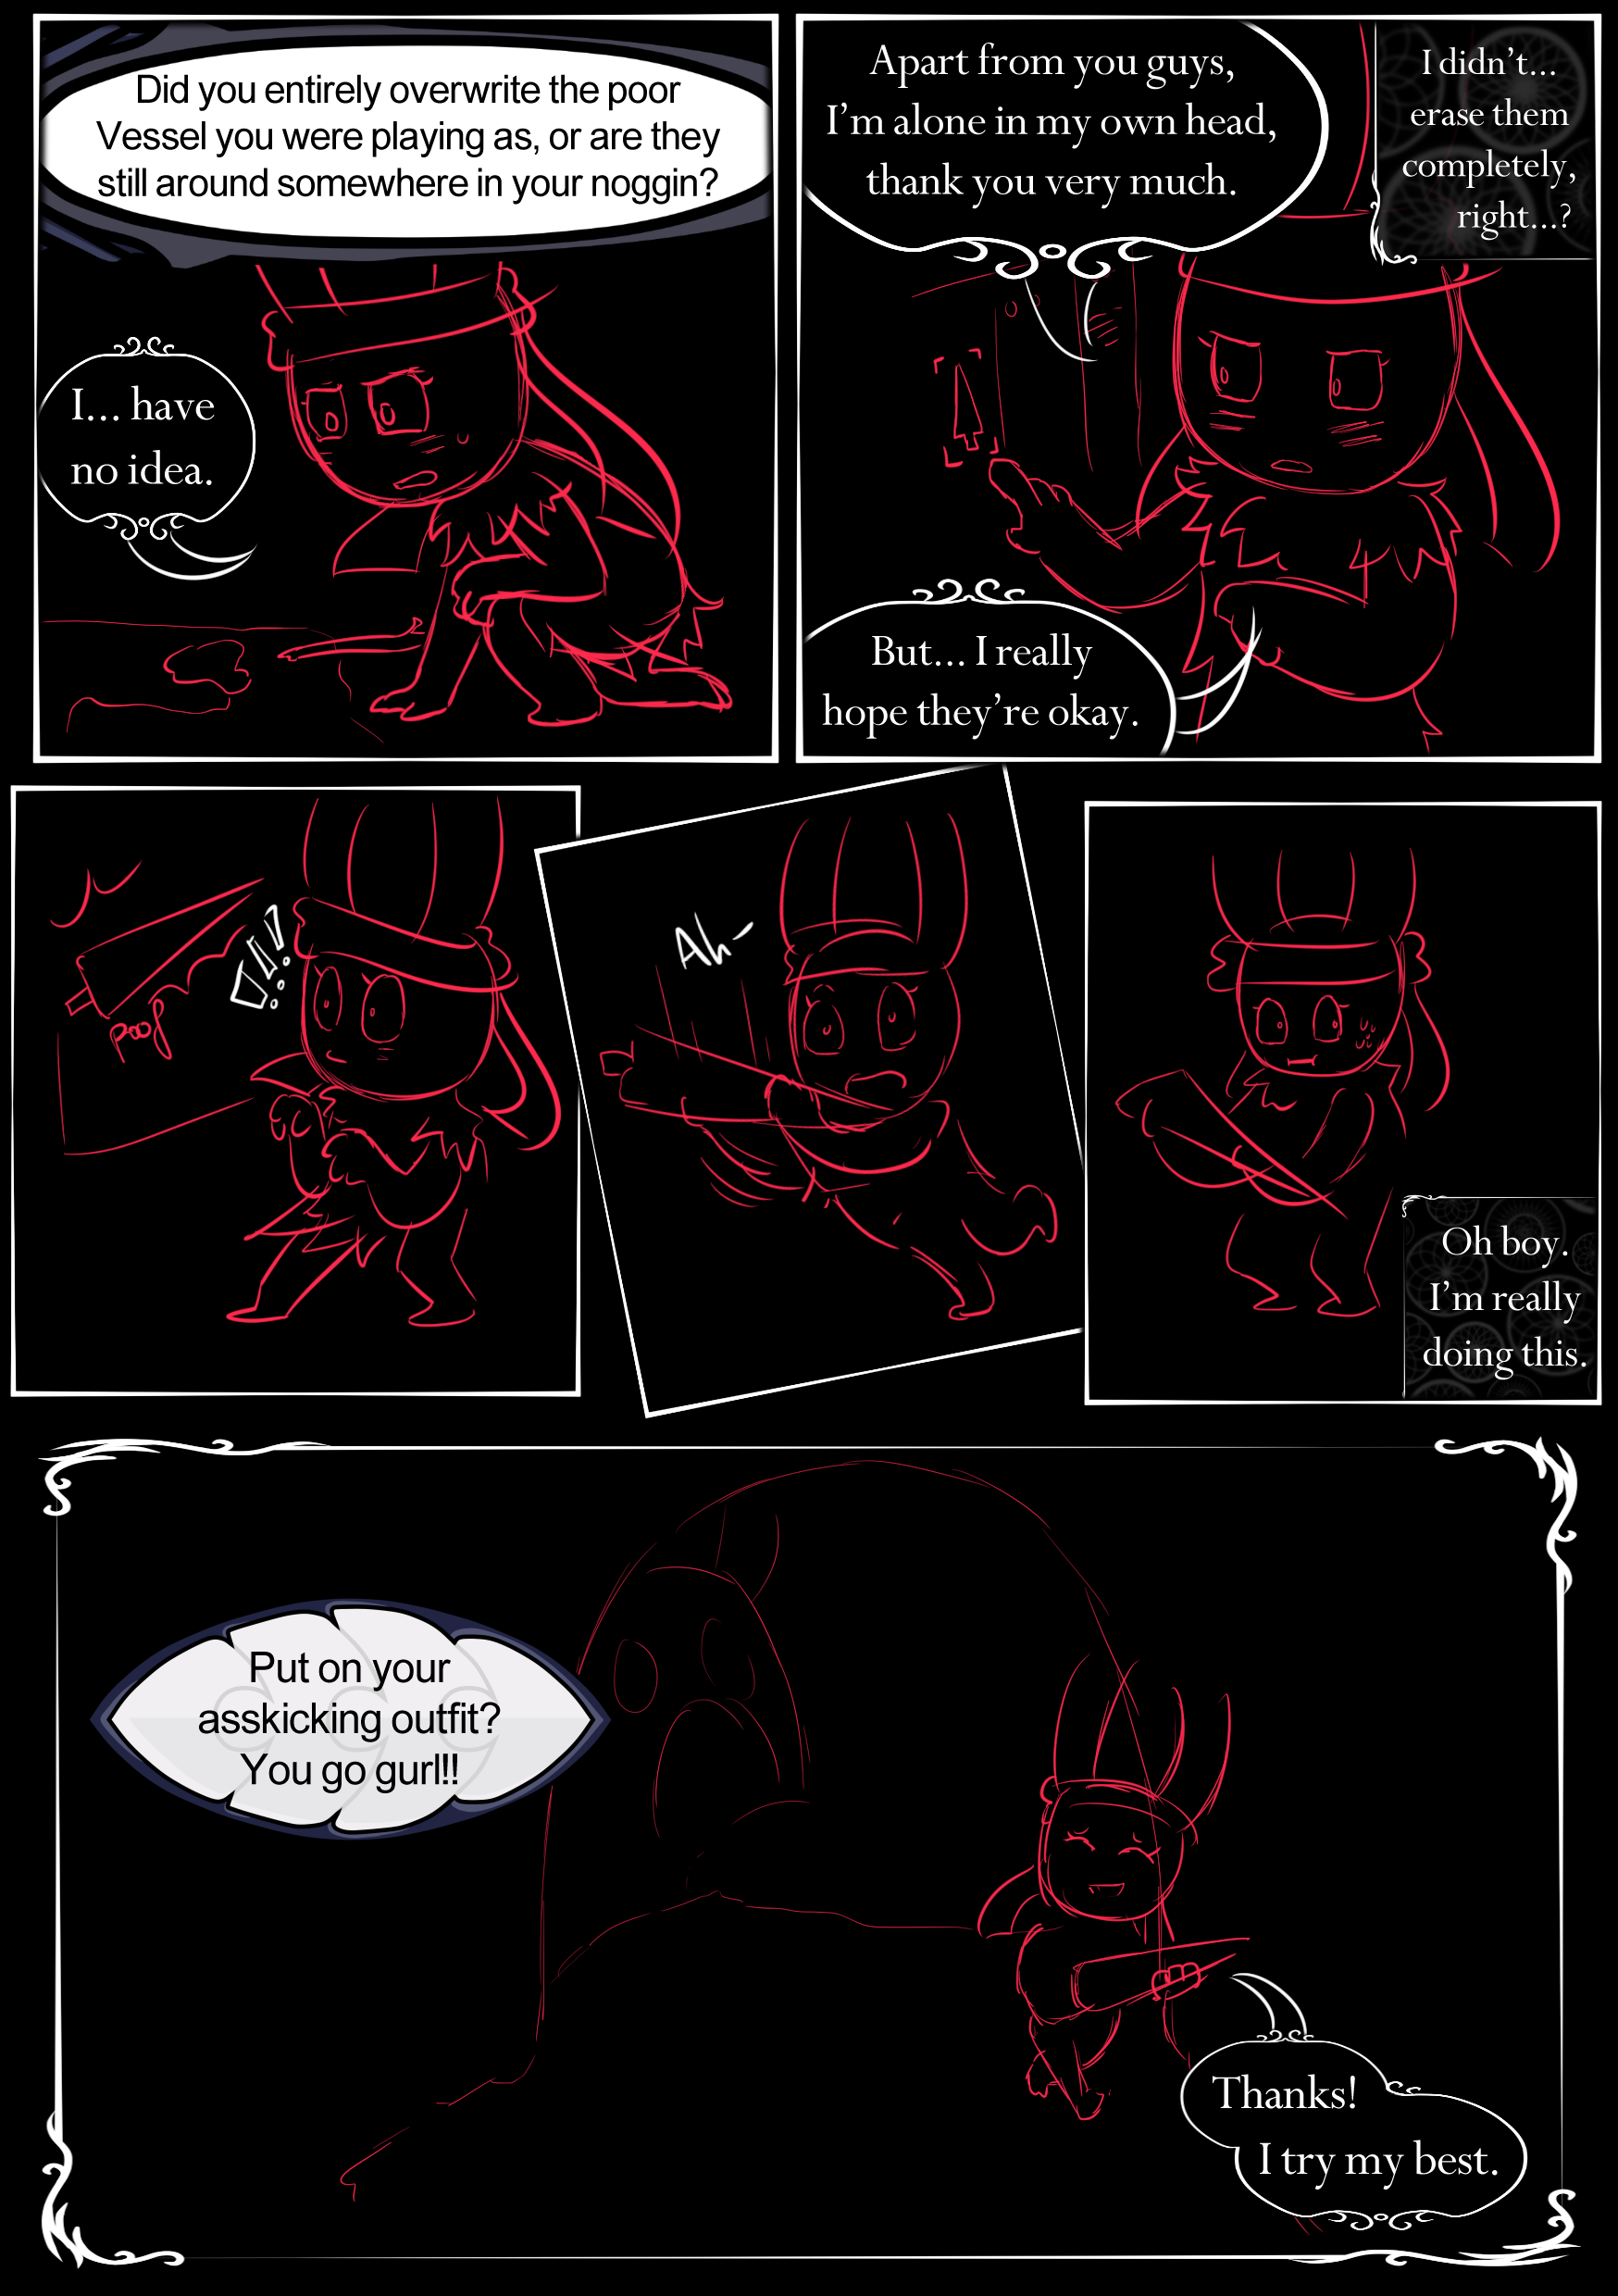 Did you entirely overwrite the poor
Vessel you were playing as, or are they
still around somewhere in your noggin?
I... have
no idea.
Apart from you guys,
I'm alone in my own head,
thank you very much.
I didn't...
erase them
completely,
right...?
But... I really
hope they're okay.
poof
!!!
Ah-
Oh boy.
I'm really
doing this.
Put on your
asskicking outfit?
You go gurl!!
Thanks!
I try my best.